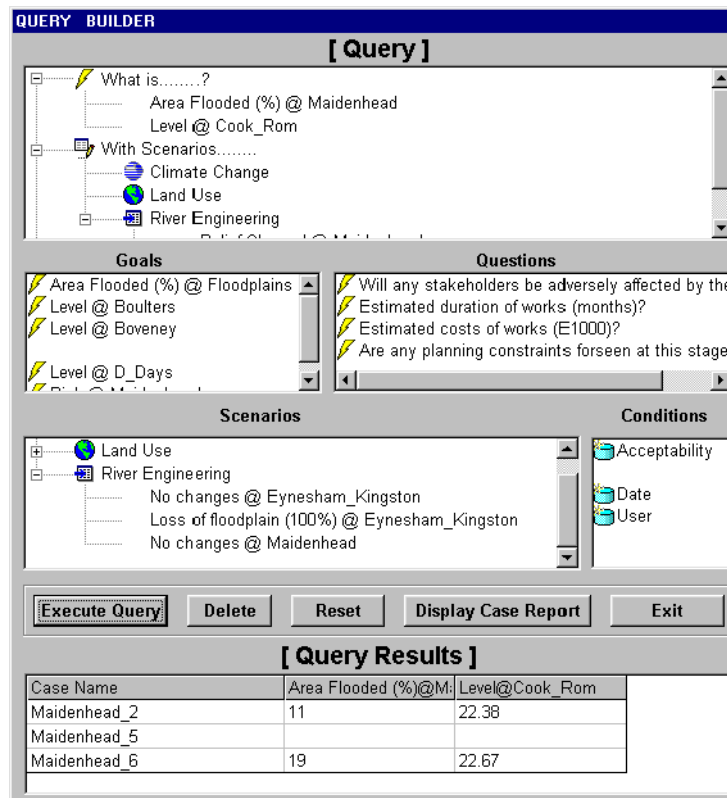 QUERY BUILDER
[ Query ]
What is........?
Area Flooded (%) @ Maidenhead
Level @ Cook_Rom
With Scenarios........
Climate Change
Land Use
River Engineering
Goals
Area Flooded (%) @ Floodplains
Level @ Boulters
Level @ Boveney
Level @ D_Days
Questions
Will any stakeholders be adversely affected by the
Estimated duration of works (months)?
Estimated costs of works (E1000)?
Are any planning constraints forseen at this stage
Scenarios
Land Use
River Engineering
No changes @ Eynesham_Kingston
Loss of floodplain (100%) @ Eynesham_Kingston
No changes @ Maidenhead
Conditions
Acceptability
Date
User
Execute Query Delete Reset Display Case Report Exit
[ Query Results ]
Case Name Area Flooded (%)@M Level@Cook_Rom
Maidenhead_2 11 22.38
Maidenhead_5
Maidenhead_6 19 22.67